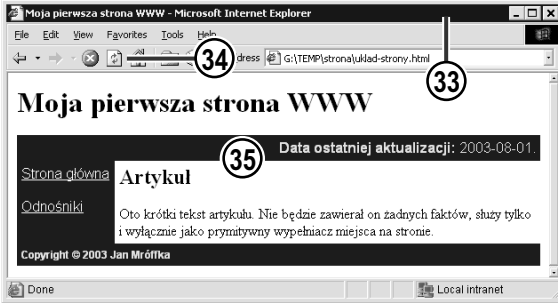 Moja pierwsza strona WWW - Microsoft Internet Explorer
File Edit View Favorites Tools Help
dress G:\TEMP\strona\uklad-strony.html
34
33
Moja pierwsza strona WWW
35
Data ostatniej aktualizacji: 2003-08-01.
Strona główna
Odnośniki
Artykuł
Oto krótki tekst artykułu. Nie będzie zawierał on żadnych faktów, służy tylko
i wyłącznie jako prymitywny wypełniacz miejsca na stronie.
Copyright © 2003 Jan Mróffka
Done Local intranet